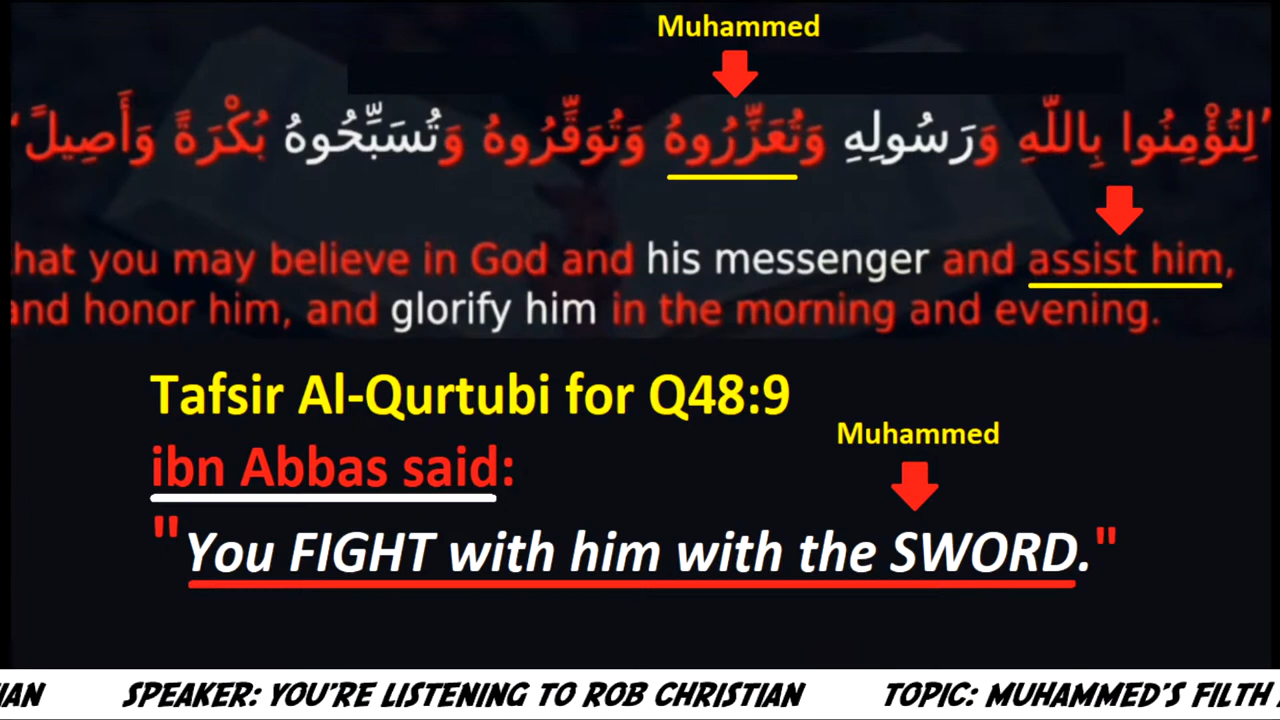 Muhammed
’لِتُؤْمِنُوا بِاللَّهِ وَرَسُولِهِ وَتُعَزِّرُوهُ وَتُوَقِّرُوهُ وَتُسَبِّحُوهُ بُكْرَةً وَأَصِيلً‘
hat you may believe in God and his messenger and assist him,
and honor him, and glorify him in the morning and evening.
Tafsir Al-Qurtubi for Q48:9
Muhammed
ibn Abbas said:
"You FIGHT with him with the SWORD."
IAN SPEAKER: YOU'RE LISTENING TO ROB CHRISTIAN TOPIC: MUHAMMED'S FILTH